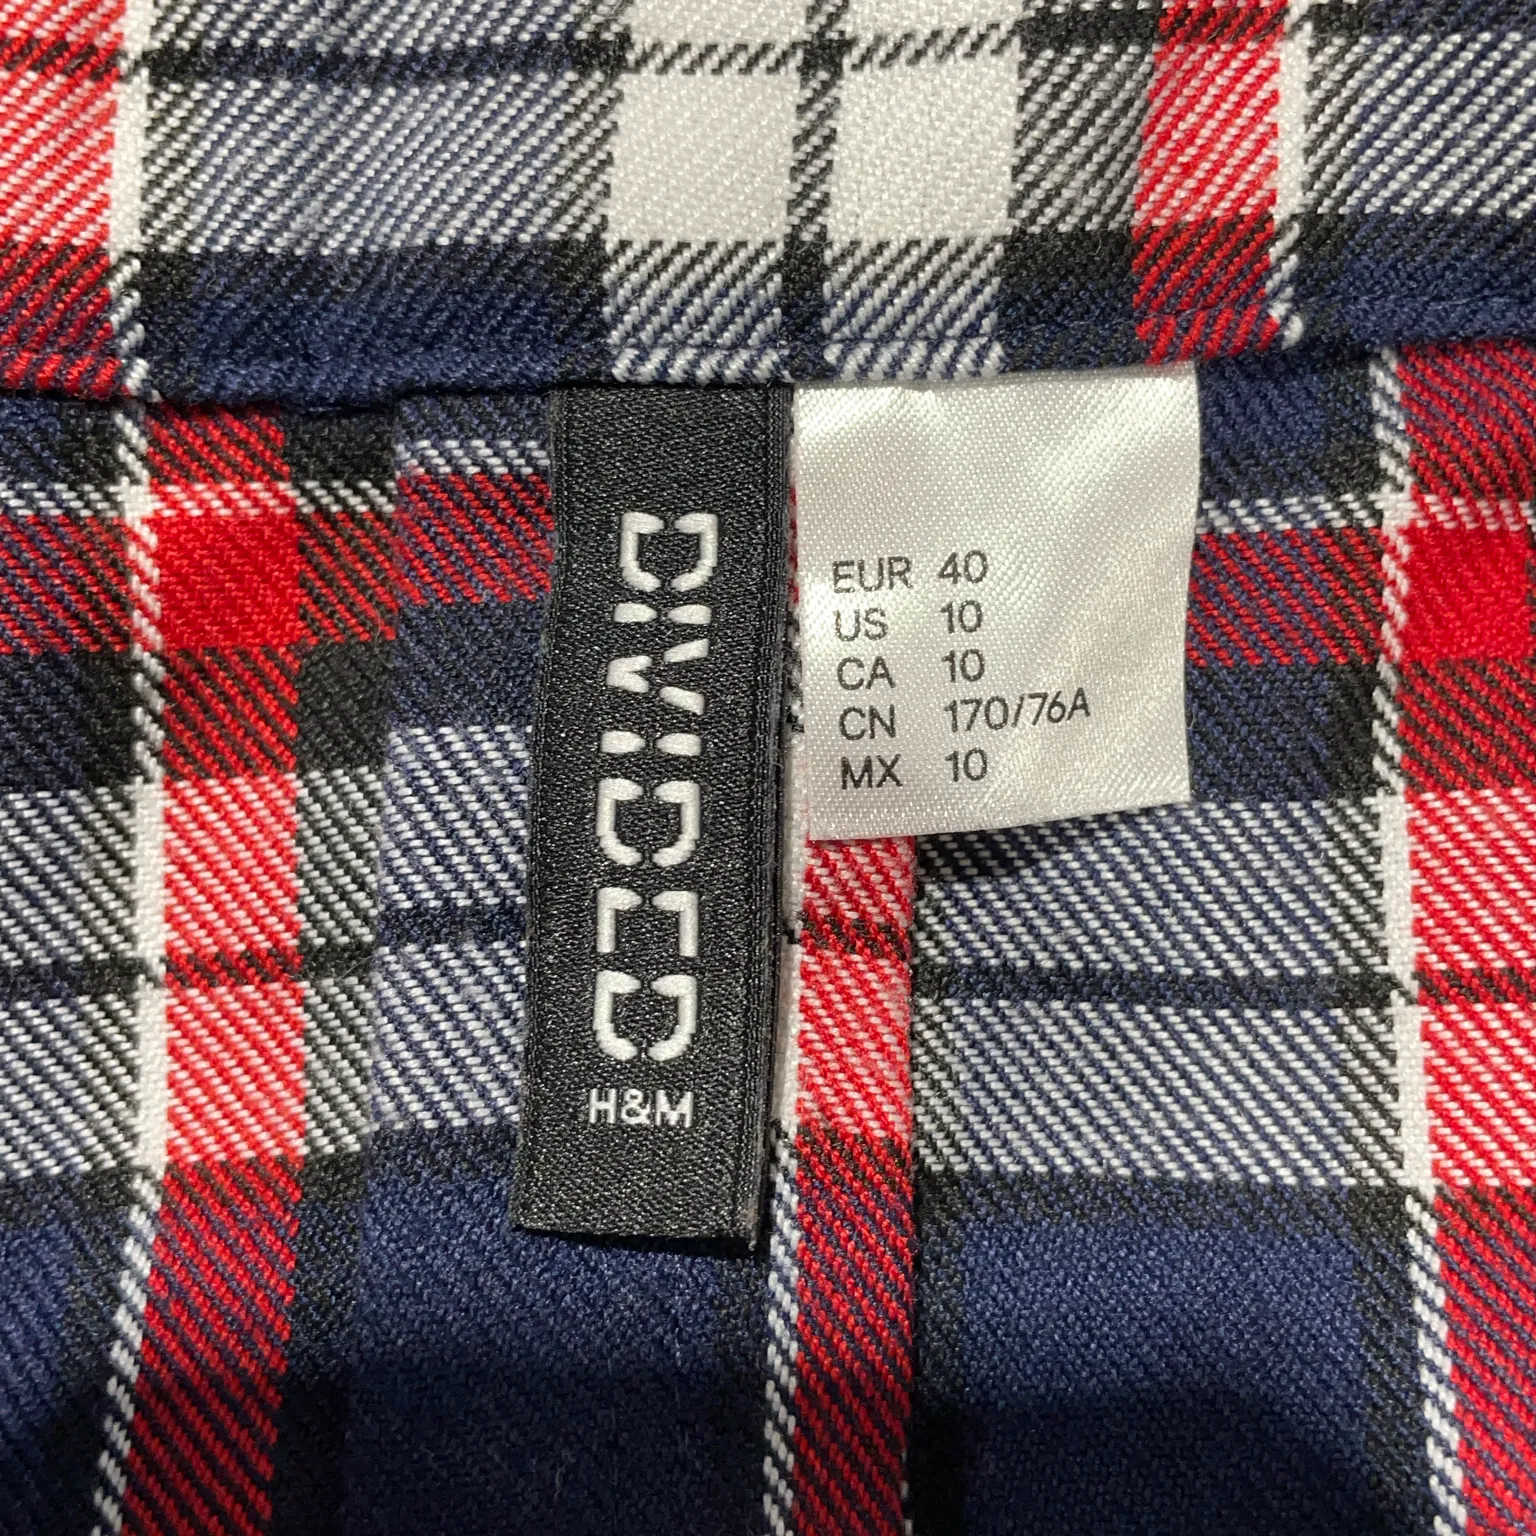 DIVIDED
H&M
EUR 40
US 10
CA 10
CN 170/76A
MX 10